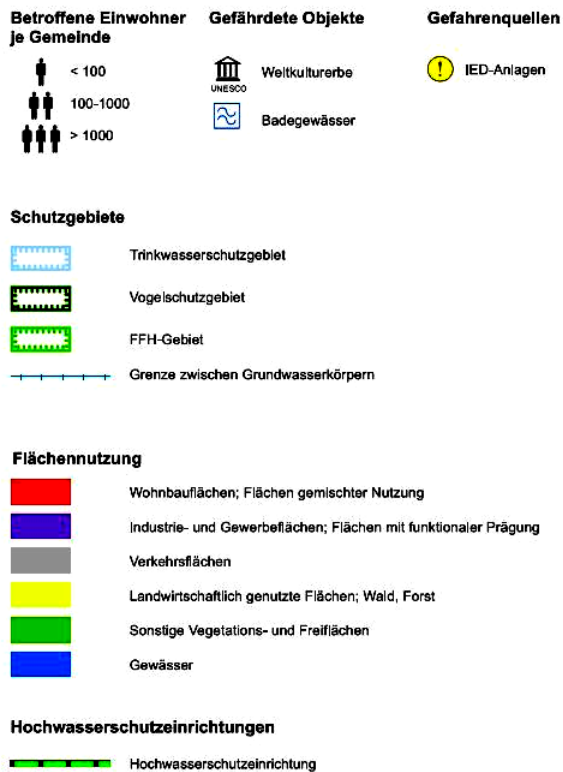 Betroffene Einwohner je Gemeinde
< 100
100-1000
> 1000
Gefährdete Objekte
UNESCO
Weltkulturerbe
Badegewässer
Gefahrenquellen
! IED-Anlagen
Schutzgebiete
Trinkwasserschutzgebiet
Vogelschutzgebiet
FFH-Gebiet
Grenze zwischen Grundwasserkörpern
Flächennutzung
Wohnbauflächen; Flächen gemischter Nutzung
Industrie- und Gewerbeflächen; Flächen mit funktionaler Prägung
Verkehrsflächen
Landwirtschaftlich genutzte Flächen; Wald, Forst
Sonstige Vegetations- und Freiflächen
Gewässer
Hochwasserschutzeinrichtungen
Hochwasserschutzeinrichtung